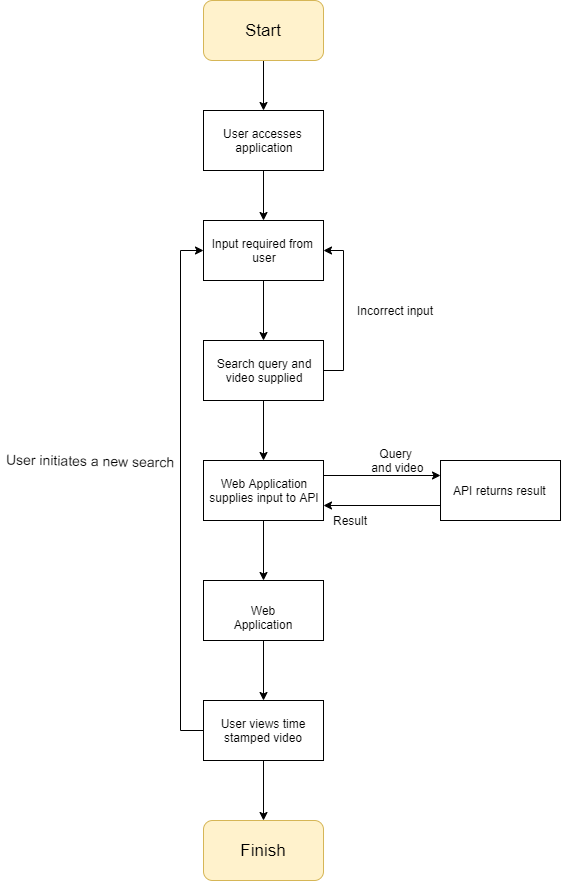 Start
User accesses
application
Input required from
user
Incorrect input
Search query and
video supplied
User initiates a new search
Web Application
supplies input to API
Query
and video
API returns result
Result
Web
Application
User views time
stamped video
Finish